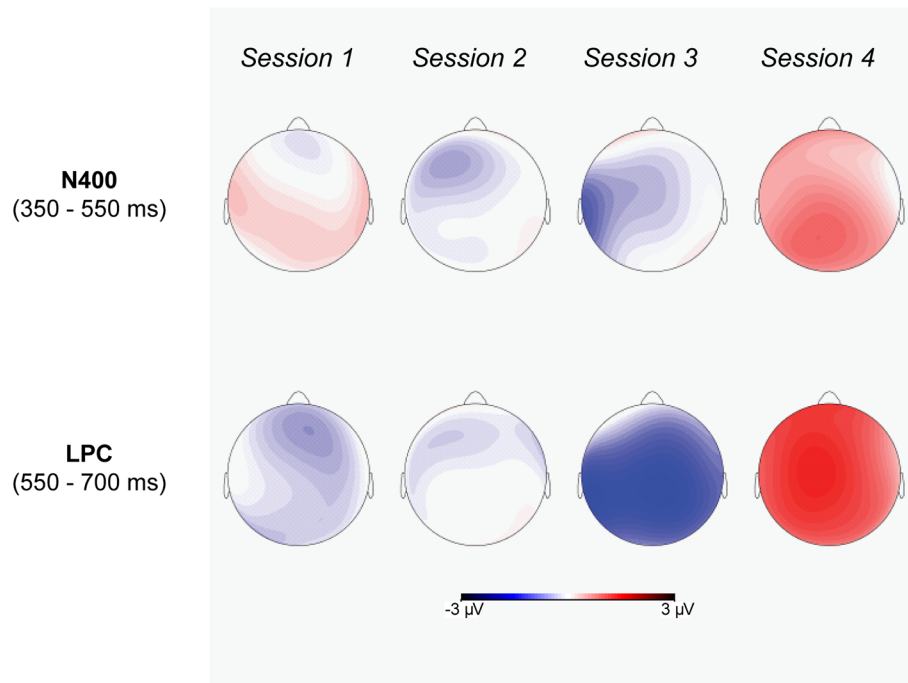 Session 1 Session 2 Session 3 Session 4
N400
(350 - 550 ms)
LPC
(550 - 700 ms)
-3 µV 3 µV